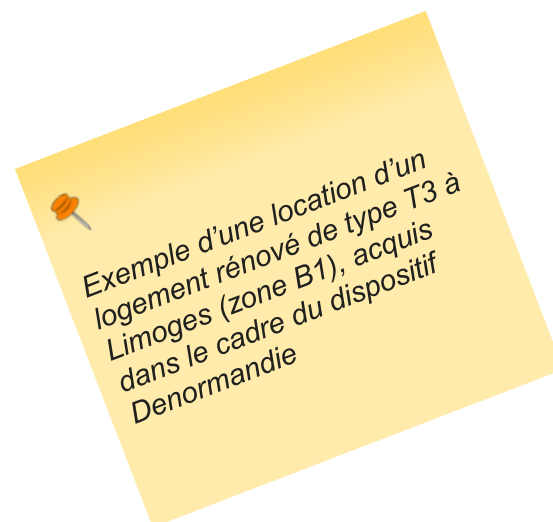 Exemple d’une location d’un
logement rénové de type T3 à
Limoges (zone B1), acquis
dans le cadre du dispositif
Denormandie